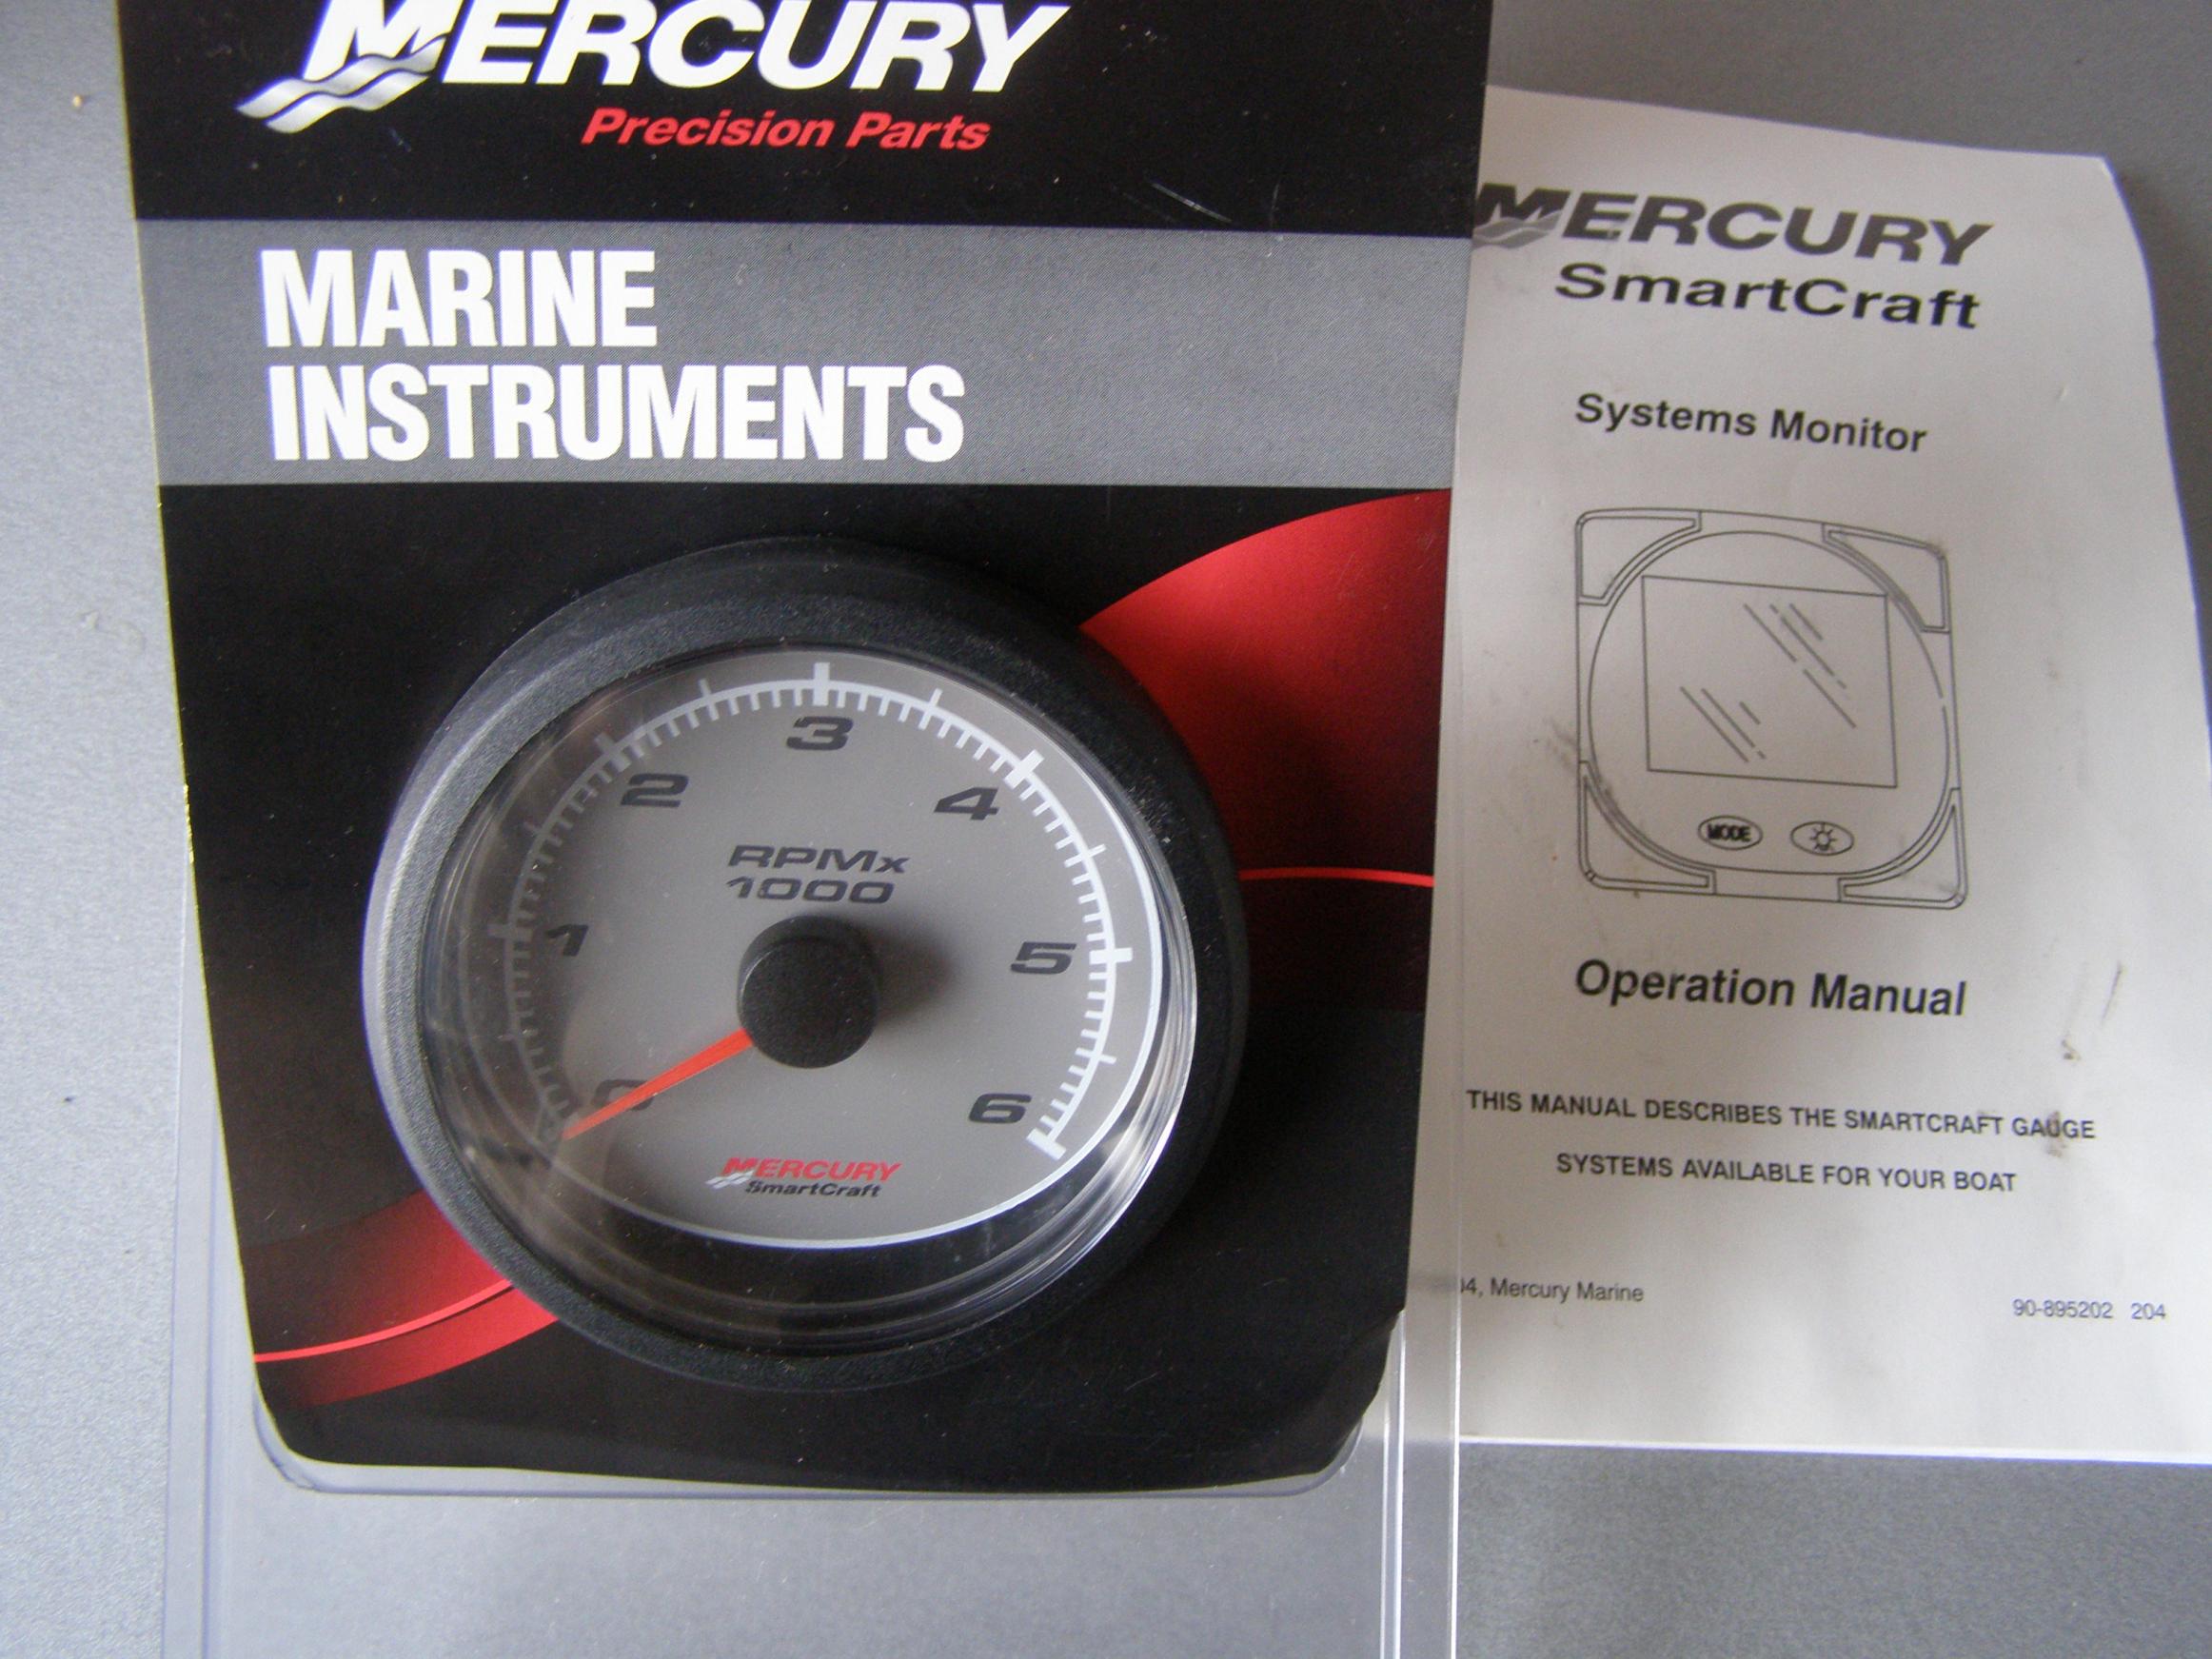 MERCURY
Precision Parts
MARINE
INSTRUMENTS
3
2
4
RPMx
1000
1
5
0
6
MERCURY
SmartCraft
MERCURY
SmartCraft
Systems Monitor
MODE
Operation Manual
THIS MANUAL DESCRIBES THE SMARTCRAFT GAUGE
SYSTEMS AVAILABLE FOR YOUR BOAT
4, Mercury Marine
90-895202 204